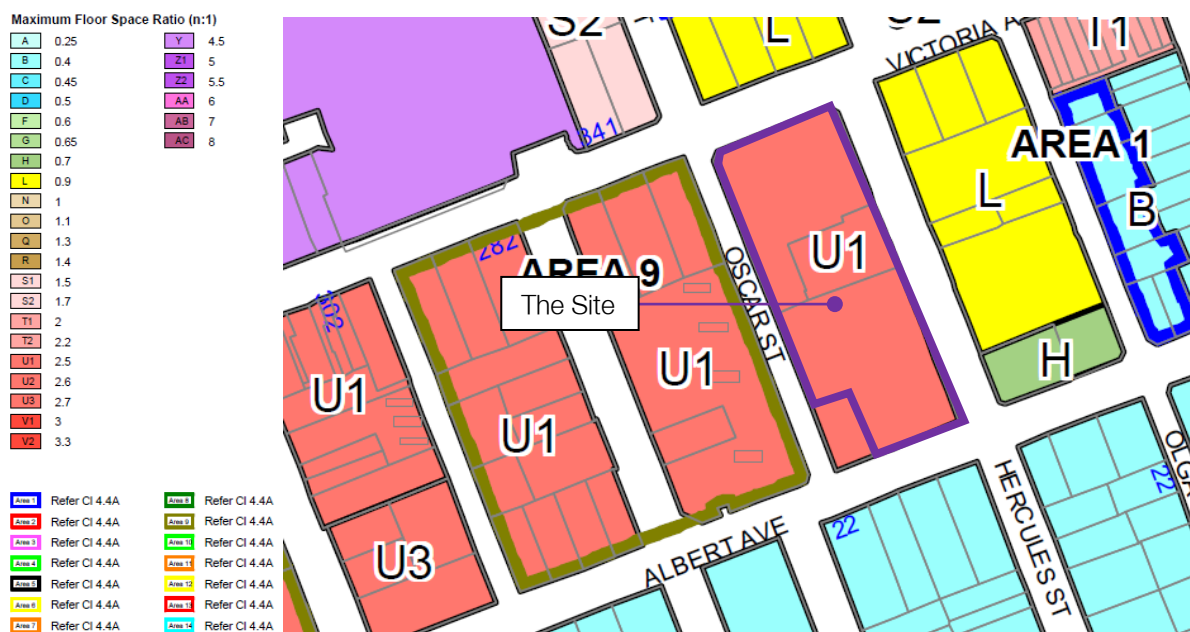 Maximum Floor Space Ratio (n:1)
A 0.25
B 0.4
C 0.45
D 0.5
F 0.6
G 0.65
H 0.7
L 0.9
N 1
O 1.1
Q 1.3
R 1.4
S1 1.5
S2 1.7
T1 2
T2 2.2
U1 2.5
U2 2.6
U3 2.7
V1 3
V2 3.3
Y 4.5
Z1 5
Z2 5.5
AA 6
AB 7
AC 8
Area 1 Refer Cl 4.4A
Area 2 Refer Cl 4.4A
Area 3 Refer Cl 4.4A
Area 4 Refer Cl 4.4A
Area 5 Refer Cl 4.4A
Area 6 Refer Cl 4.4A
Area 7 Refer Cl 4.4A
Area 8 Refer Cl 4.4A
Area 9 Refer Cl 4.4A
Area 10 Refer Cl 4.4A
Area 11 Refer Cl 4.4A
Area 12 Refer Cl 4.4A
Area 13 Refer Cl 4.4A
Area 14 Refer Cl 4.4A
S2
L
VICTORIA A
T1
341
AREA 1
L
B
282
AREA 9
OSCAR ST
U1
The Site
U1
U1
U1
H
U3
ALBERT AVE
22
HERCULES ST
OLGA
22